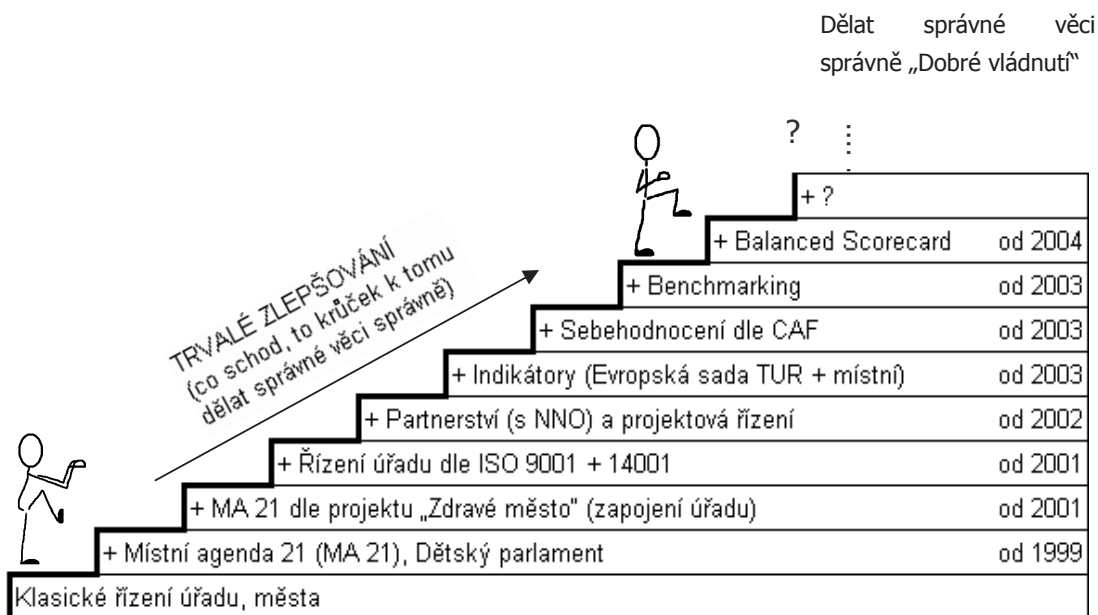 Dělat správné věci
správně „Dobré vládnutí“
?
+ ?
+ Balanced Scorecard od 2004
+ Benchmarking od 2003
+ Sebehodnocení dle CAF od 2003
+ Indikátory (Evropská sada TUR + místní) od 2003
+ Partnerství (s NNO) a projektová řízení od 2002
+ Řízení úřadu dle ISO 9001 + 14001 od 2001
+ MA 21 dle projektu „Zdravé město" (zapojení úřadu) od 2001
+ Místní agenda 21 (MA 21), Dětský parlament od 1999
Klasické řízení úřadu, města
TRVALÉ ZLEPŠOVÁNÍ
(co schod, to krůček k tomu
dělat správné věci správně)